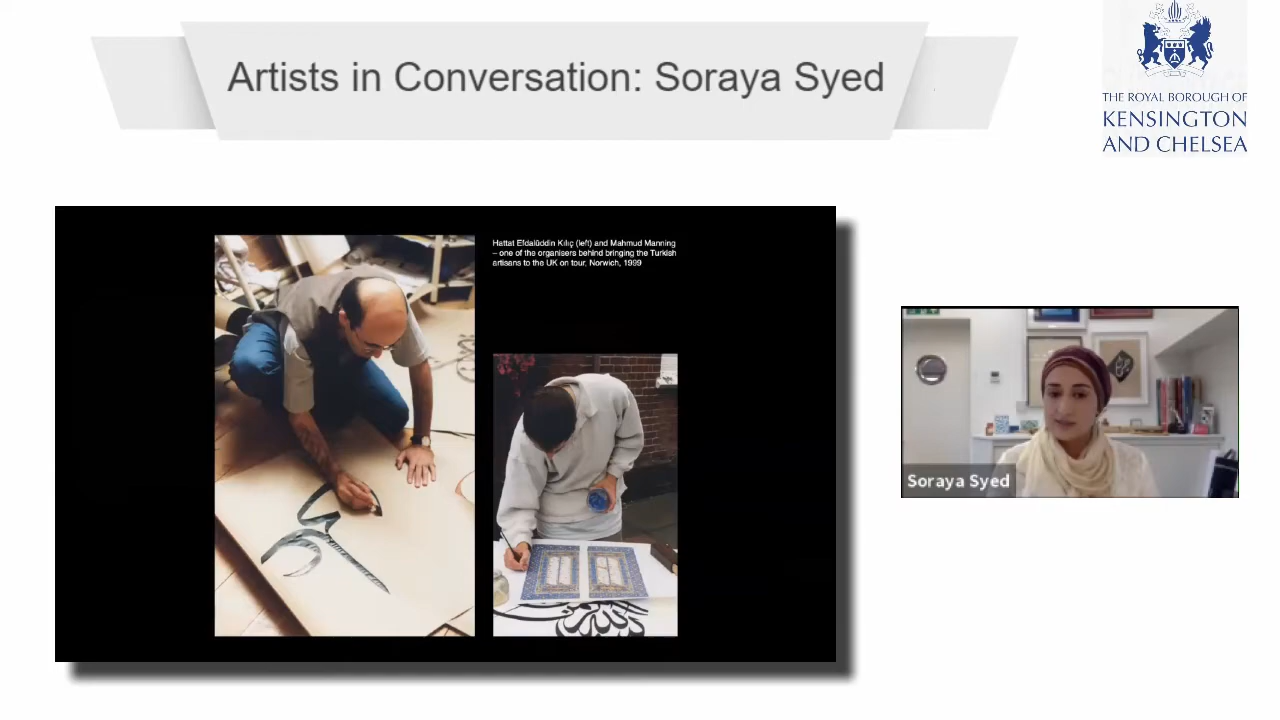 Artists in Conversation: Soraya Syed
THE ROYAL BOROUGH OF
KENSINGTON
AND CHELSEA
Hattat Efdalüddin Kılıç (left) and Mahmud Manning
– one of the organisers behind bringing the Turkish
artisans to the UK on tour, Norwich, 1999
Soraya Syed